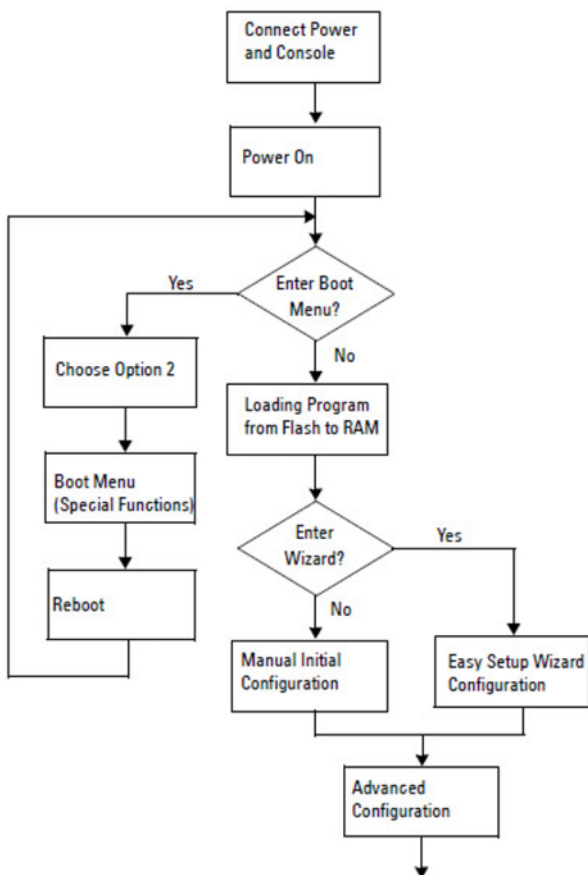 Connect Power
and Console
Power On
Enter Boot
Menu?
Yes
No
Choose Option 2
Loading Program
from Flash to RAM
Boot Menu
(Special Functions)
Enter
Wizard?
Yes
No
Reboot
Manual Initial
Configuration
Easy Setup Wizard
Configuration
Advanced
Configuration